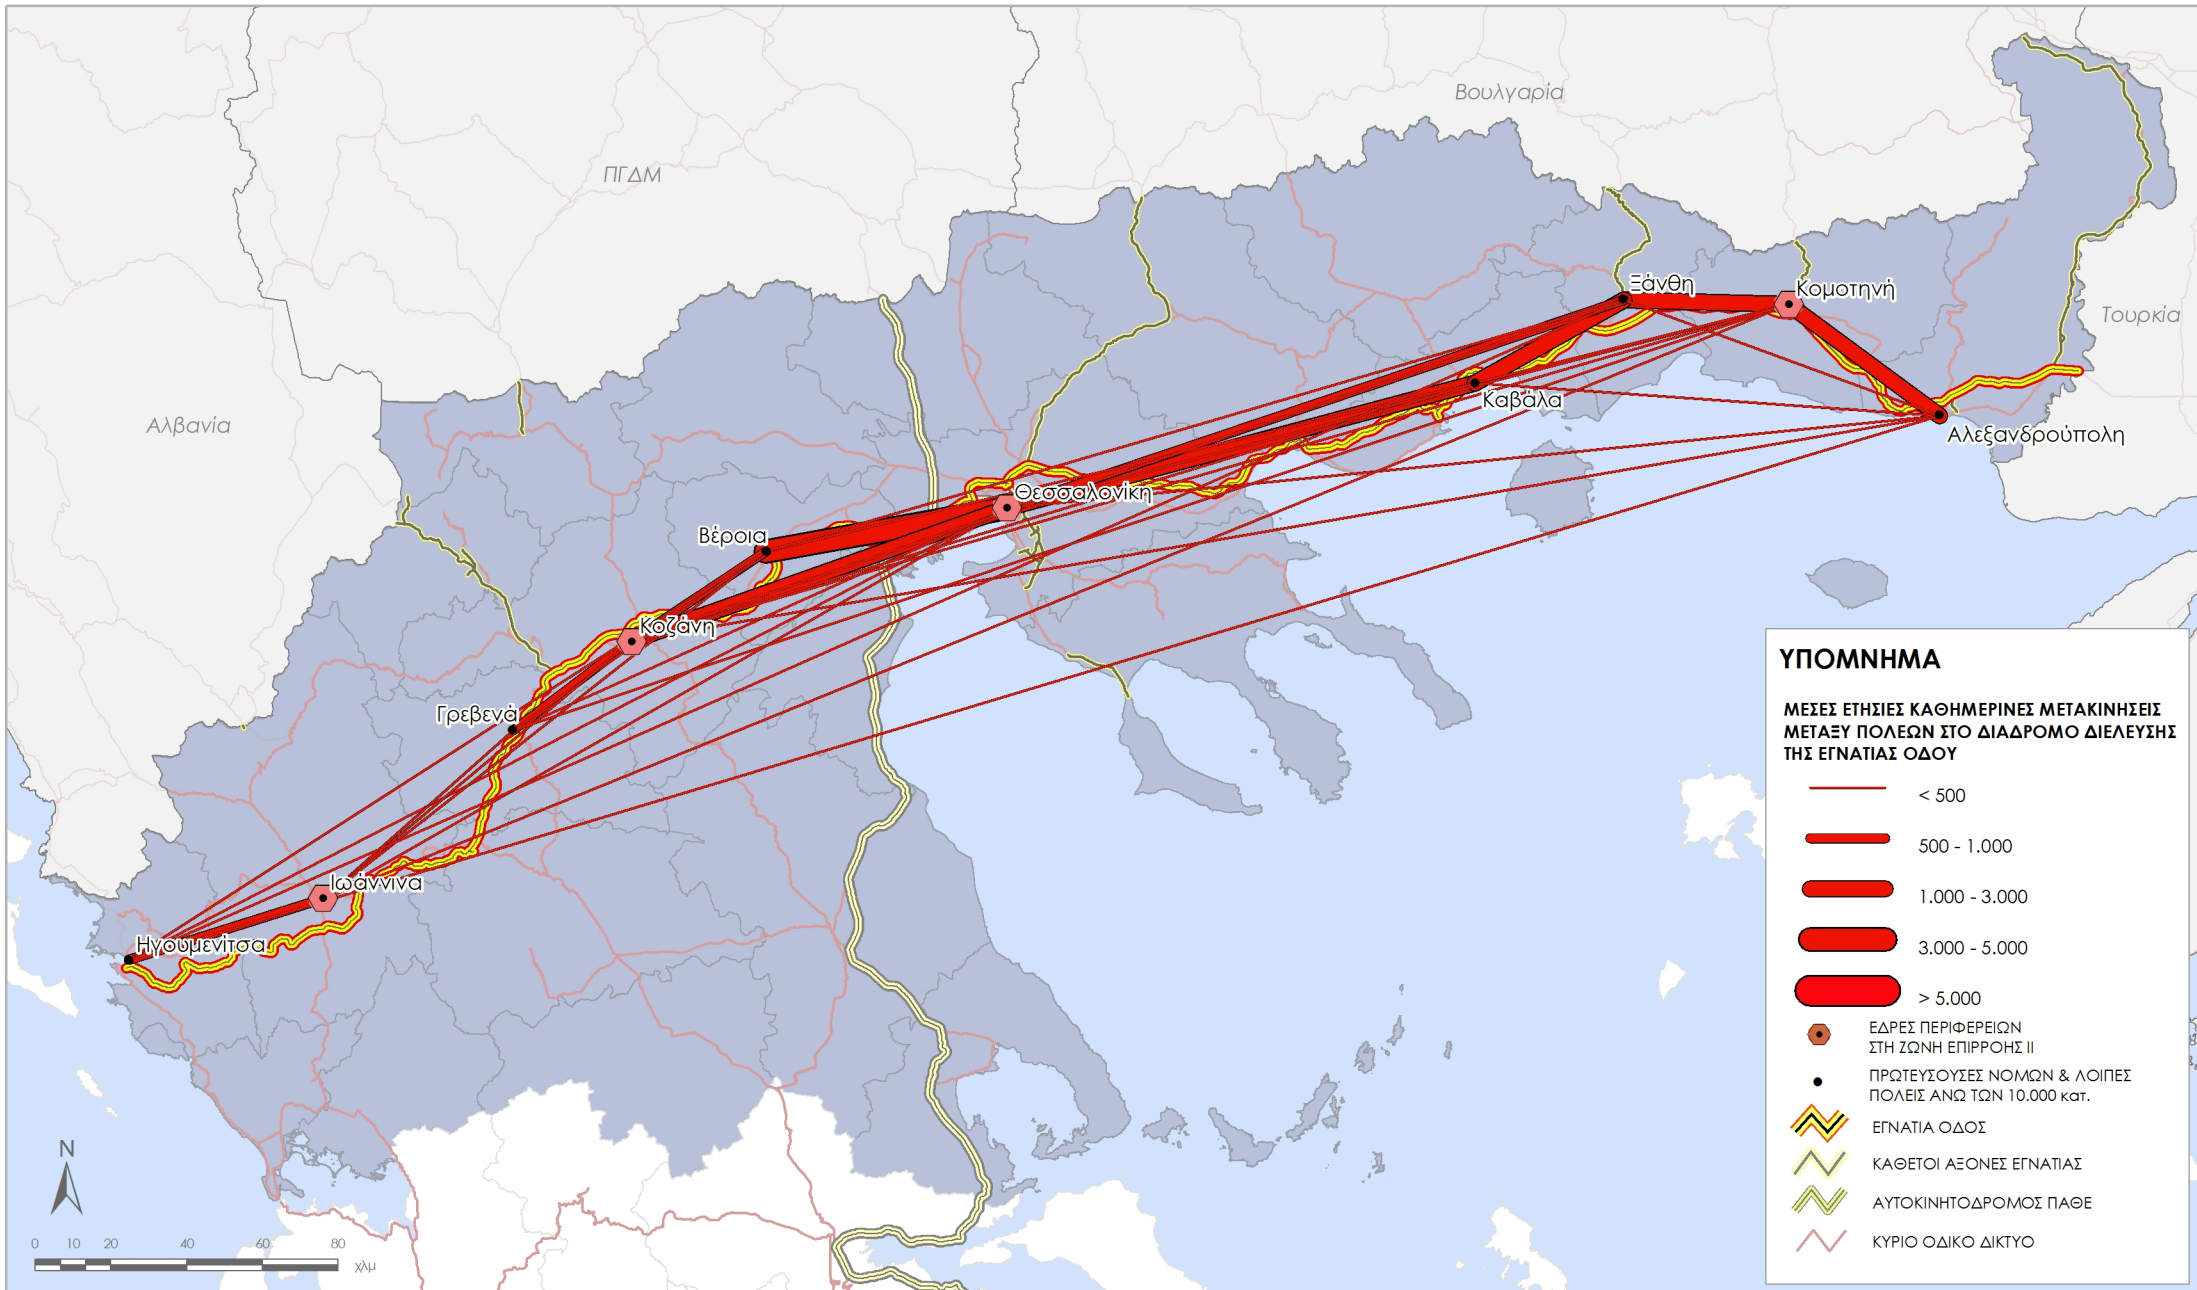 Βουλγαρία
ΠΓΔΜ
Ξάνθη
Κομοτηνή
Τουρκία
Αλβανία
Καβάλα
Αλεξανδρούπολη
Θεσσαλονίκη
Βέροια
Κοζάνη
Γρεβενά
Ιωάννινα
Ηγουμενίτσα
ΥΠΟΜΝΗΜΑ
ΜΕΣΕΣ ΕΤΗΣΙΕΣ ΚΑΘΗΜΕΡΙΝΕΣ ΜΕΤΑΚΙΝΗΣΕΙΣ
ΜΕΤΑΞΥ ΠΟΛΕΩΝ ΣΤΟ ΔΙΑΔΡΟΜΟ ΔΙΕΛΕΥΣΗΣ
ΤΗΣ ΕΓΝΑΤΙΑΣ ΟΔΟΥ
< 500
500 - 1.000
1.000 - 3.000
3.000 - 5.000
> 5.000
ΕΔΡΕΣ ΠΕΡΙΦΕΡΕΙΩΝ
ΣΤΗ ΖΩΝΗ ΕΠΙΡΡΟΗΣ ΙΙ
ΠΡΩΤΕΥΣΟΥΣΕΣ ΝΟΜΩΝ & ΛΟΙΠΕΣ
ΠΟΛΕΙΣ ΑΝΩ ΤΩΝ 10.000 κατ.
ΕΓΝΑΤΙΑ ΟΔΟΣ
ΚΑΘΕΤΟΙ ΑΞΟΝΕΣ ΕΓΝΑΤΙΑΣ
ΑΥΤΟΚΙΝΗΤΟΔΡΟΜΟΣ ΠΑΘΕ
ΚΥΡΙΟ ΟΔΙΚΟ ΔΙΚΤΥΟ
N
0 10 20 40 60 80
χλμ